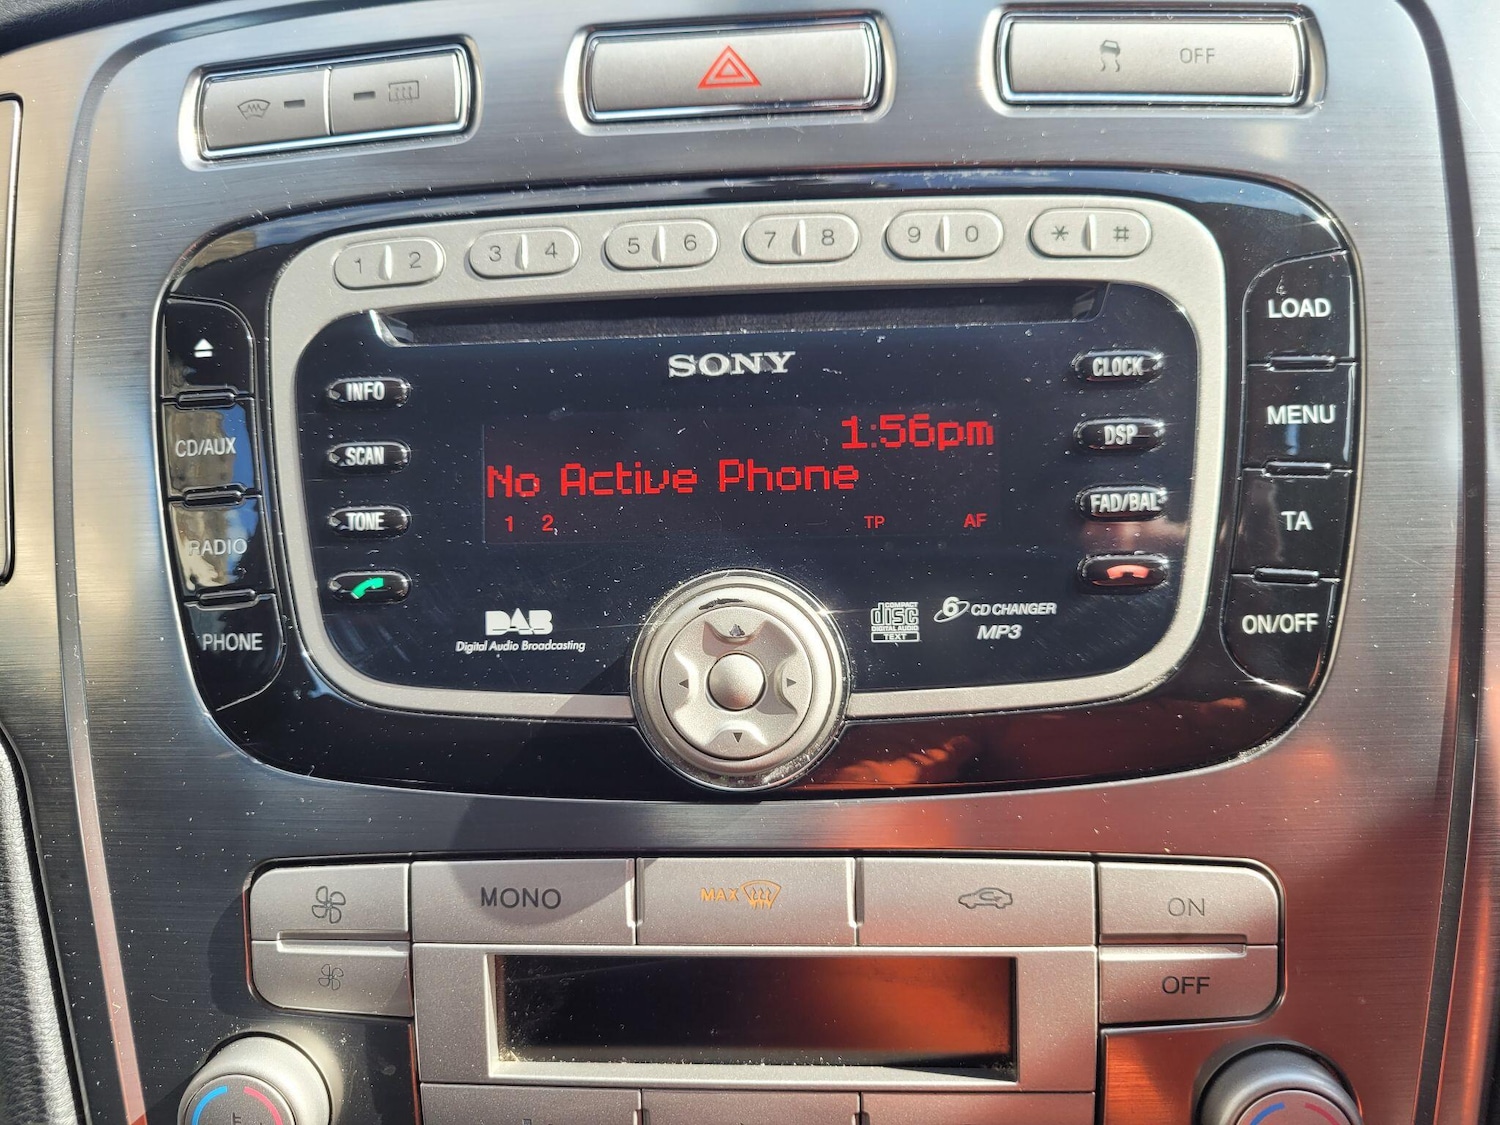 OFF
1 2 3 4 5 6 7 8 9 0 * #
SONY
INFO
SCAN
TONE
CLOCK
DSP
FAD/BAL
CD/AUX
RADIO
PHONE
LOAD
MENU
TA
ON/OFF
1:56pm
No Active Phone
1 2 TP AF
DAB
Digital Audio Broadcasting
COMPACT
disc
DIGITAL AUDIO
TEXT
6 CD CHANGER
MP3
MONO
MAX
ON
OFF